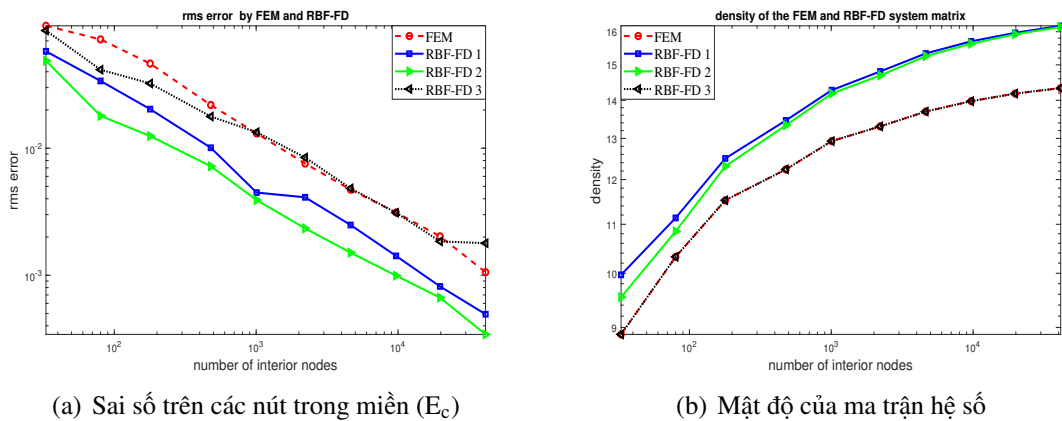 rms error by FEM and RBF-FD
FEM
RBF-FD 1
RBF-FD 2
RBF-FD 3
10^-2
10^-3
rms error
10^2
10^3
10^4
number of interior nodes
(a) Sai số trên các nút trong miền (E_c)
density of the FEM and RBF-FD system matrix
FEM
RBF-FD 1
RBF-FD 2
RBF-FD 3
16
15
14
13
12
11
10
9
density
10^2
10^3
10^4
number of interior nodes
(b) Mật độ của ma trận hệ số